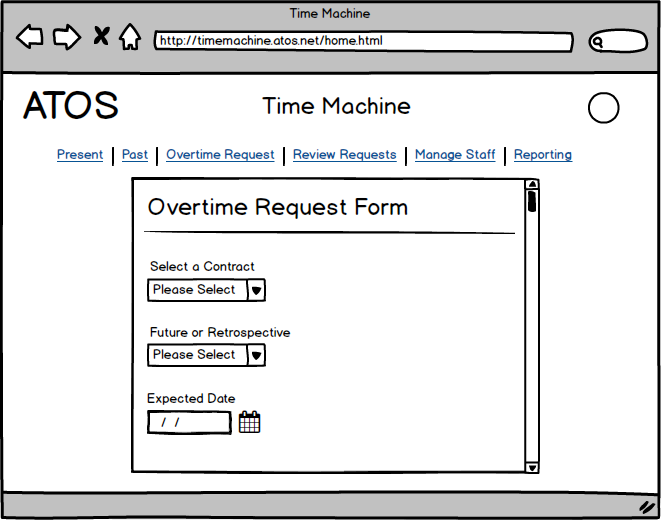 Time Machine
http://timemachine.atos.net/home.html
ATOS
Time Machine
Present | Past | Overtime Request | Review Requests | Manage Staff | Reporting
Overtime Request Form
Select a Contract
Please Select
Future or Retrospective
Please Select
Expected Date
/ /